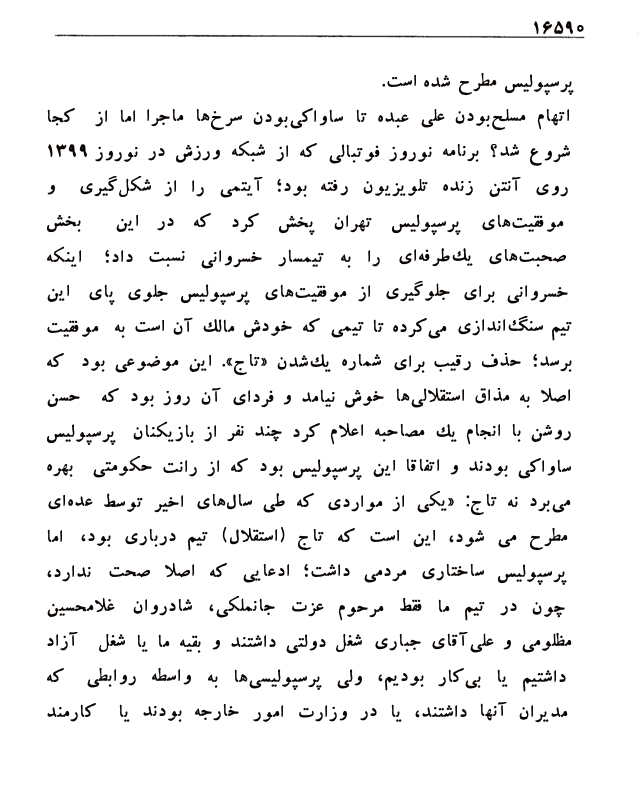 ۱۶۵۹۰
پرسپولیس مطرح شده است.
اتهام مسلح‌بودن علی عبده تا ساواکی‌بودن سرخ‌ها ماجرا اما از کجا
شروع شد؟ برنامه نوروز فوتبالی که از شبکه ورزش در نوروز ۱۳۹۹
روی آنتن زنده تلویزیون رفته بود؛ آیتمی را از شکل‌گیری و
موفقیت‌های پرسپولیس تهران پخش کرد که در این بخش
صحبت‌های یك‌طرفه‌ای را به تیمسار خسروانی نسبت داد؛ اینکه
خسروانی برای جلوگیری از موفقیت‌های پرسپولیس جلوی پای این
تیم سنگ‌اندازی می‌کرده تا تیمی که خودش مالك آن است به موفقیت
برسد؛ حذف رقیب برای شماره یك‌شدن «تاج». این موضوعی بود که
اصلا به مذاق استقلالی‌ها خوش نیامد و فردای آن روز بود که حسن
روشن با انجام یك مصاحبه اعلام کرد چند نفر از بازیکنان پرسپولیس
ساواکی بودند و اتفاقا این پرسپولیس بود که از رانت حکومتی بهره
می‌برد نه تاج: «یکی از مواردی که طی سال‌های اخیر توسط عده‌ای
مطرح می شود، این است که تاج (استقلال) تیم درباری بود، اما
پرسپولیس ساختاری مردمی داشت؛ ادعایی که اصلا صحت ندارد،
چون در تیم ما فقط مرحوم عزت جانملکی، شادروان غلامحسین
مظلومی و علی‌آقای جباری شغل دولتی داشتند و بقیه ما یا شغل آزاد
داشتیم یا بی‌کار بودیم، ولی پرسپولیسی‌ها به واسطه روابطی که
مدیران آنها داشتند، یا در وزارت امور خارجه بودند یا کارمند